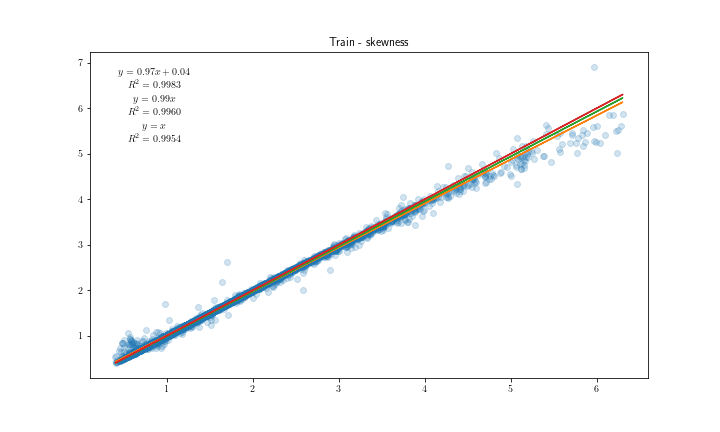 Train - skewness
7
y = 0.97x + 0.04
R² = 0.9983
y = 0.99x
R² = 0.9960
y = x
R² = 0.9954
6
5
4
3
2
1
1 2 3 4 5 6